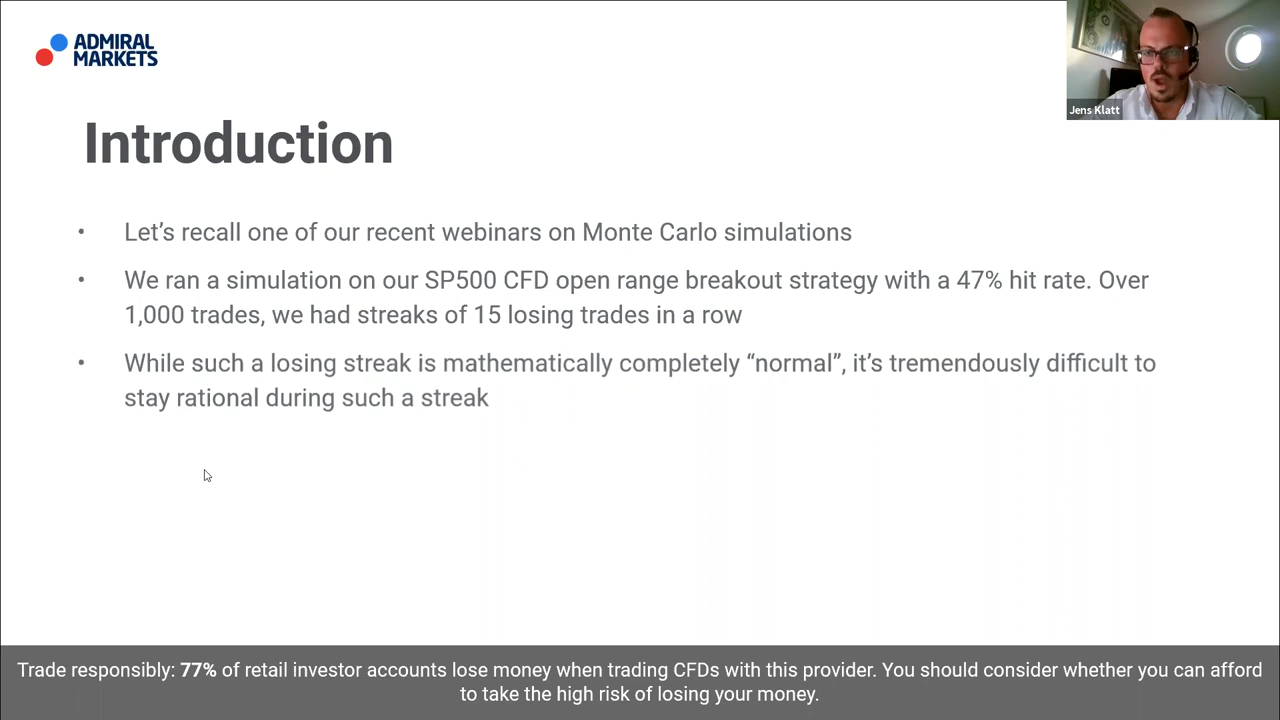 ADMIRAL
MARKETS
Jens Klatt
Introduction
• Let’s recall one of our recent webinars on Monte Carlo simulations
• We ran a simulation on our SP500 CFD open range breakout strategy with a 47% hit rate. Over
1,000 trades, we had streaks of 15 losing trades in a row
• While such a losing streak is mathematically completely “normal”, it’s tremendously difficult to
stay rational during such a streak
Trade responsibly: 77% of retail investor accounts lose money when trading CFDs with this provider. You should consider whether you can afford
to take the high risk of losing your money.